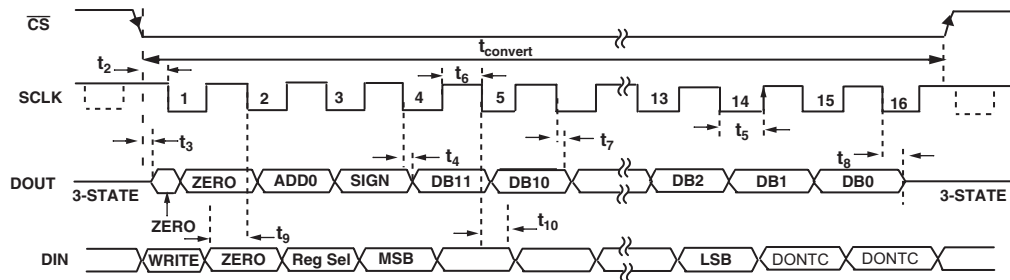 CS
tconvert
t2
t6
SCLK
1 2 3 4 5 13 14 15 16
t3
t4
t7
t5
t8
DOUT
3-STATE
ZERO ADD0 SIGN DB11 DB10 DB2 DB1 DB0
3-STATE
ZERO
t9
t10
DIN
WRITE ZERO Reg Sel MSB LSB DONTC DONTC